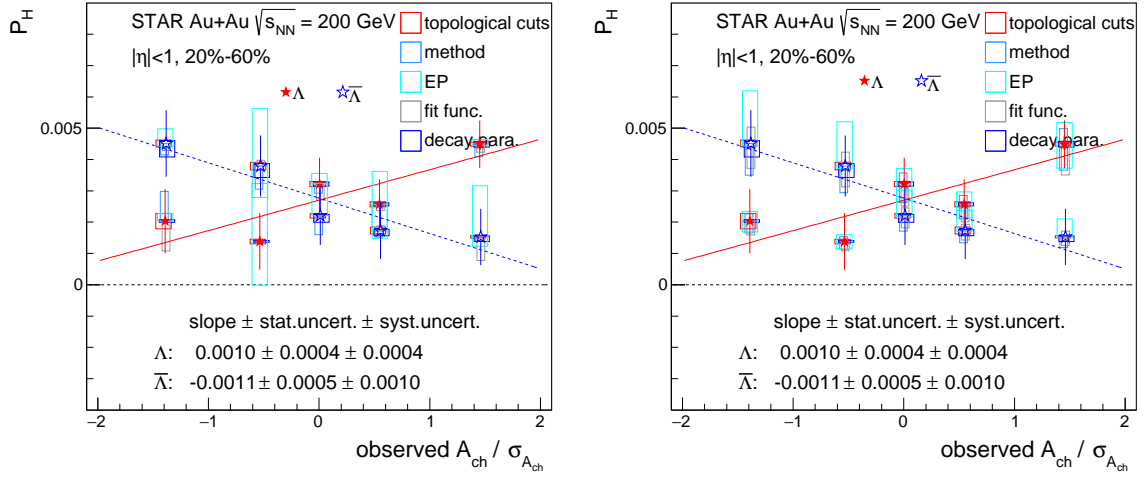 P_H
STAR Au+Au √s_NN = 200 GeV
|η|<1, 20%-60%
Λ
Λ̅
topological cuts
method
EP
fit func.
decay para.
0.005
0
slope ± stat.uncert. ± syst.uncert.
Λ: 0.0010 ± 0.0004 ± 0.0004
Λ̅: -0.0011 ± 0.0005 ± 0.0010
−2 −1 0 1 2
observed A_ch / σ_A_ch
P_H
STAR Au+Au √s_NN = 200 GeV
|η|<1, 20%-60%
Λ
Λ̅
topological cuts
method
EP
fit func.
decay para.
0.005
0
slope ± stat.uncert. ± syst.uncert.
Λ: 0.0010 ± 0.0004 ± 0.0004
Λ̅: -0.0011 ± 0.0005 ± 0.0010
−2 −1 0 1 2
observed A_ch / σ_A_ch